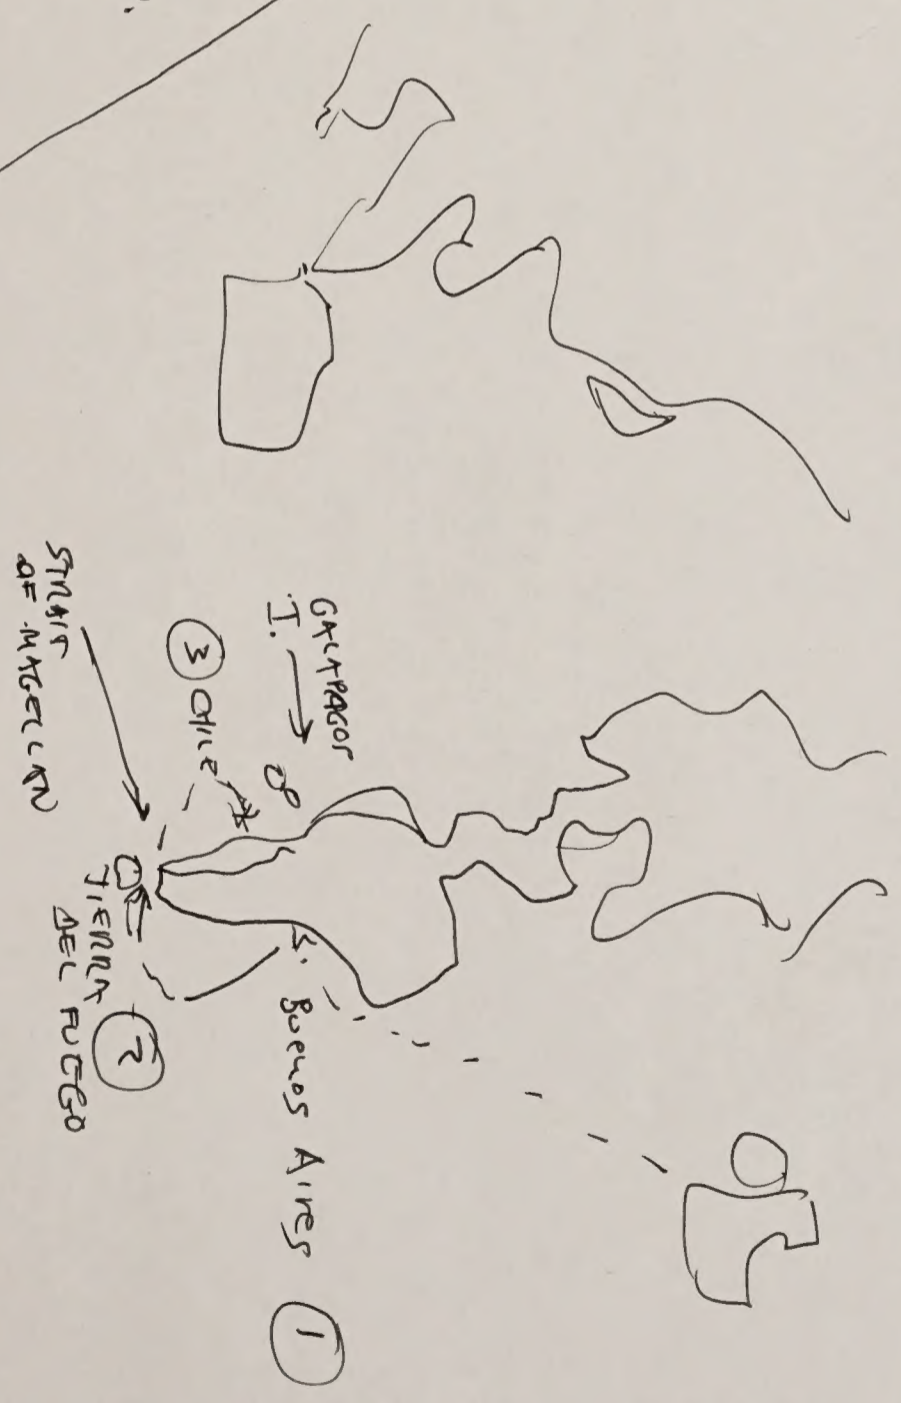 GALAPAGOS
I.
③ CHILE
STRAIT
OF MAGELLAN
Buenos Aires ①
TIERRA
DEL FUEGO ②